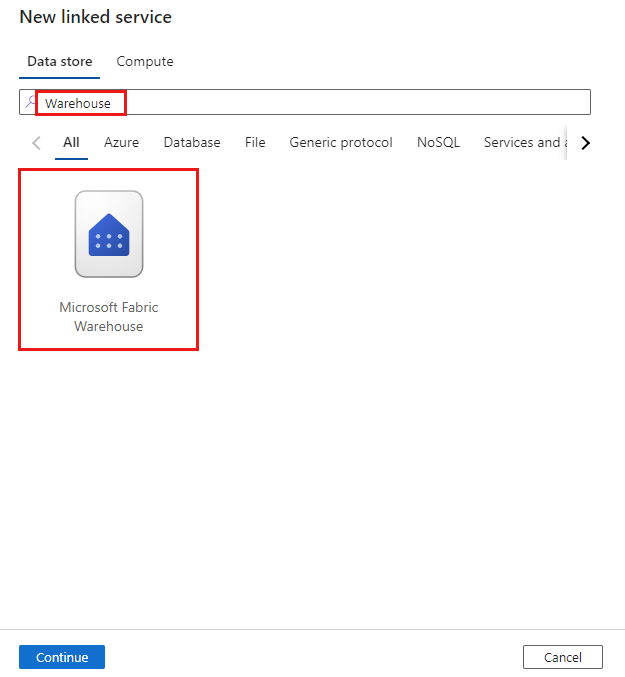 New linked service
Data store Compute
Warehouse
All Azure Database File Generic protocol NoSQL Services and
Microsoft Fabric
Warehouse
Continue Cancel